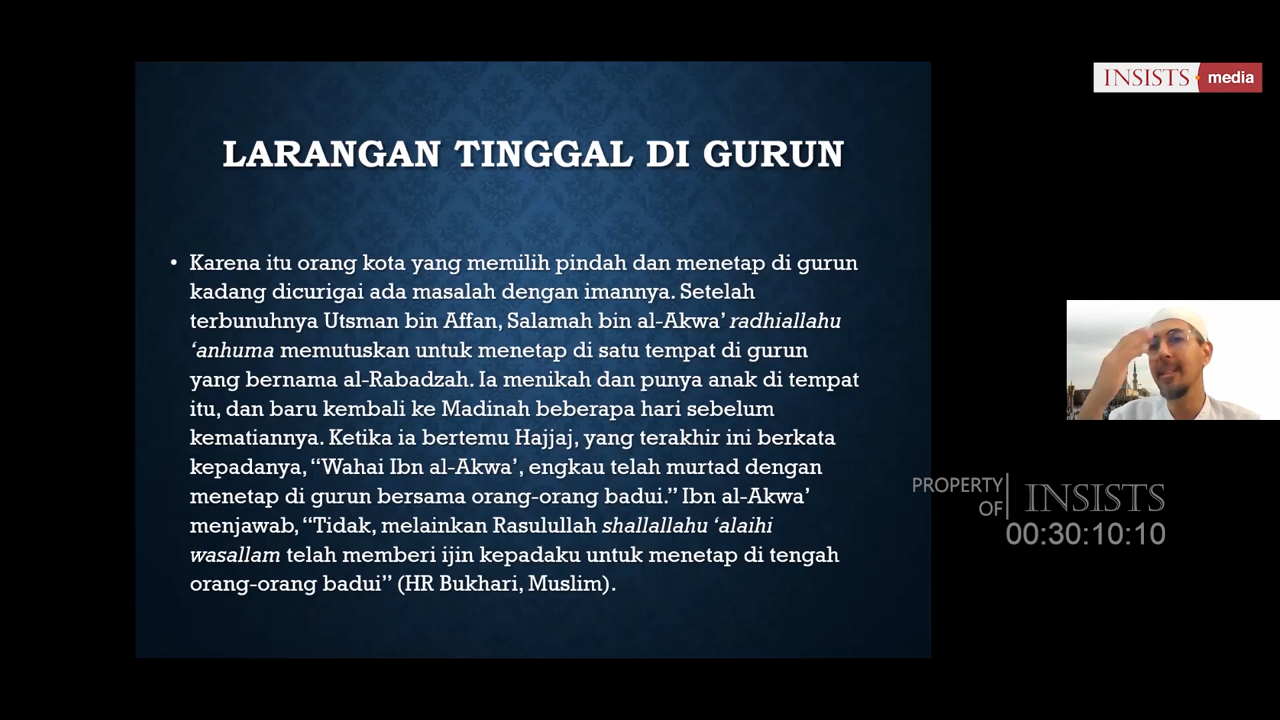 INSISTS media
LARANGAN TINGGAL DI GURUN
• Karena itu orang kota yang memilih pindah dan menetap di gurun
kadang dicurigai ada masalah dengan imannya. Setelah
terbunuhnya Utsman bin Affan, Salamah bin al-Akwa’ radhiallahu
‘anhuma memutuskan untuk menetap di satu tempat di gurun
yang bernama al-Rabadzah. Ia menikah dan punya anak di tempat
itu, dan baru kembali ke Madinah beberapa hari sebelum
kematiannya. Ketika ia bertemu Hajjaj, yang terakhir ini berkata
kepadanya, “Wahai Ibn al-Akwa’, engkau telah murtad dengan
menetap di gurun bersama orang-orang badui.” Ibn al-Akwa’
menjawab, “Tidak, melainkan Rasulullah shallallahu ‘alaihi
wasallam telah memberi ijin kepadaku untuk menetap di tengah
orang-orang badui” (HR Bukhari, Muslim).
PROPERTY
OF
INSISTS
00:30:10:10